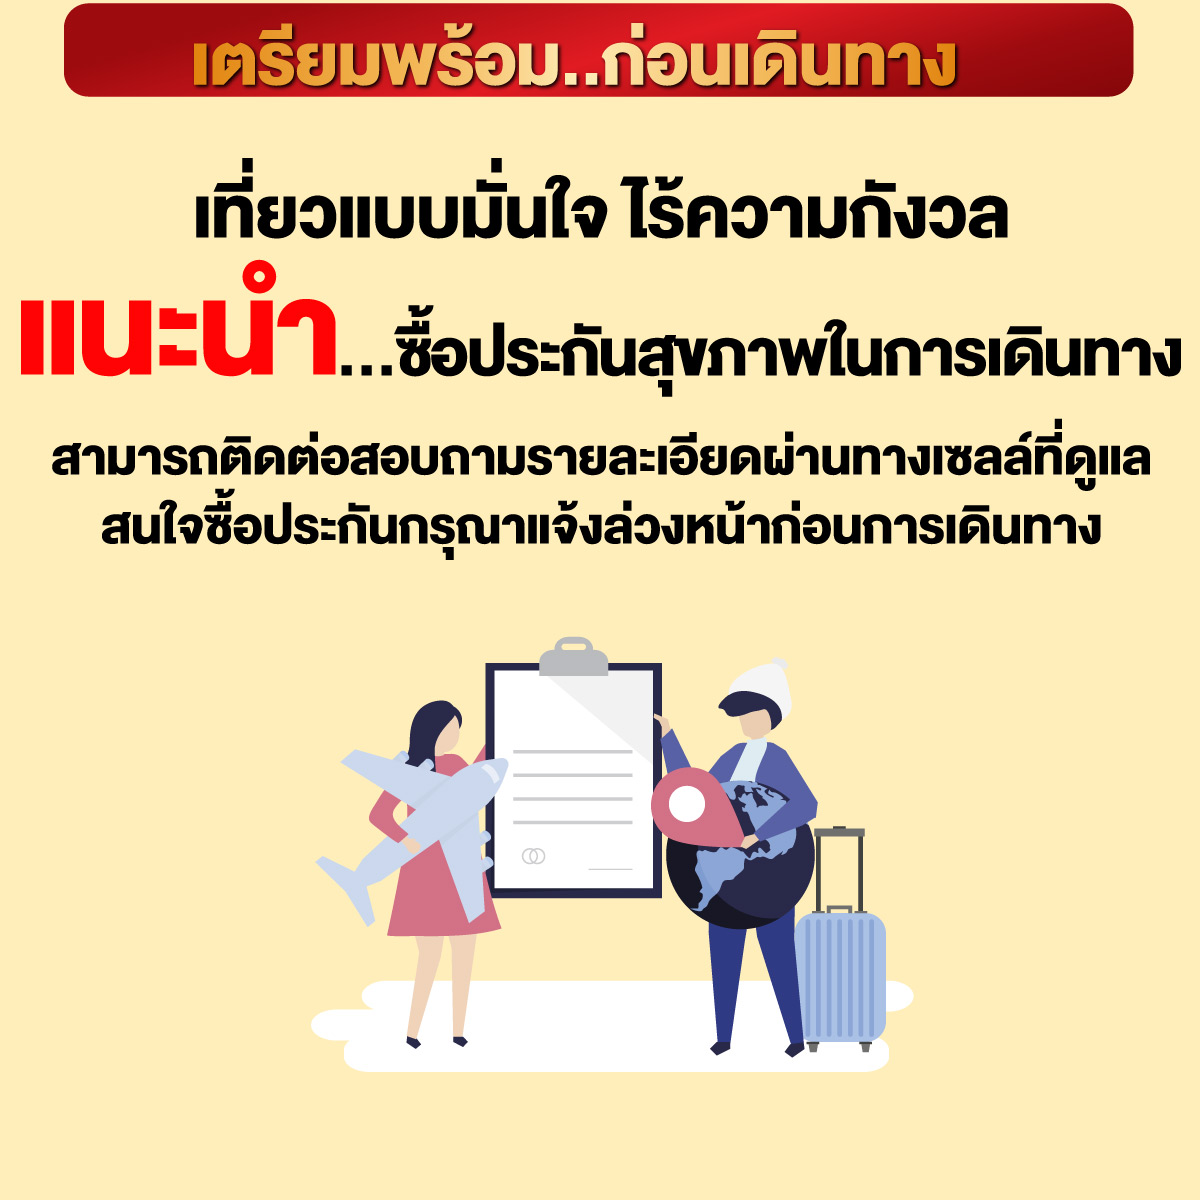 เตรียมพร้อม..ก่อนเดินทาง
เที่ยวแบบมั่นใจ ไร้ความกังวล
แนะนำ...ซื้อประกันสุขภาพในการเดินทาง
สามารถติดต่อสอบถามรายละเอียดผ่านทางเซลล์ที่ดูแล
สนใจซื้อประกันกรุณาแจ้งล่วงหน้าก่อนการเดินทาง